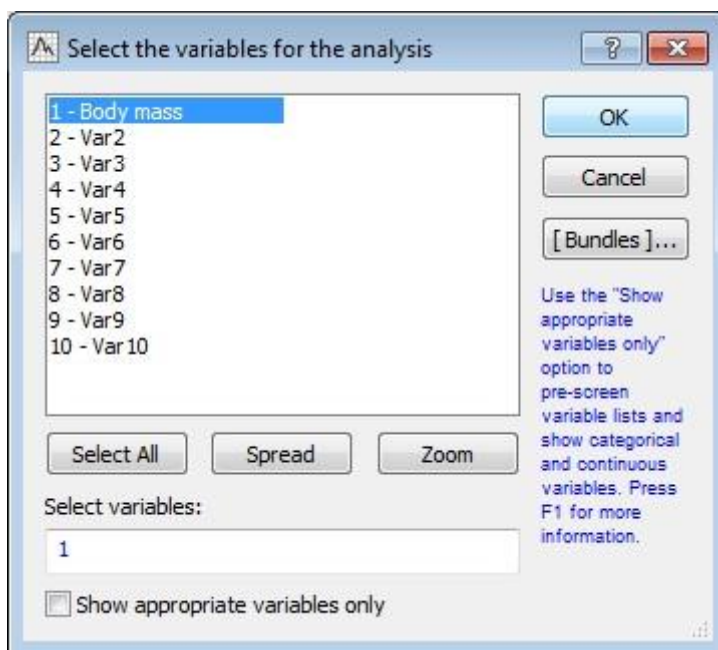 Select the variables for the analysis
?
1 - Body mass
2 - Var2
3 - Var3
4 - Var4
5 - Var5
6 - Var6
7 - Var7
8 - Var8
9 - Var9
10 - Var10
OK
Cancel
[ Bundles ]...
Use the "Show
appropriate
variables only"
option to
pre-screen
variable lists and
show categorical
and continuous
variables. Press
F1 for more
information.
Select All
Spread
Zoom
Select variables:
1
Show appropriate variables only